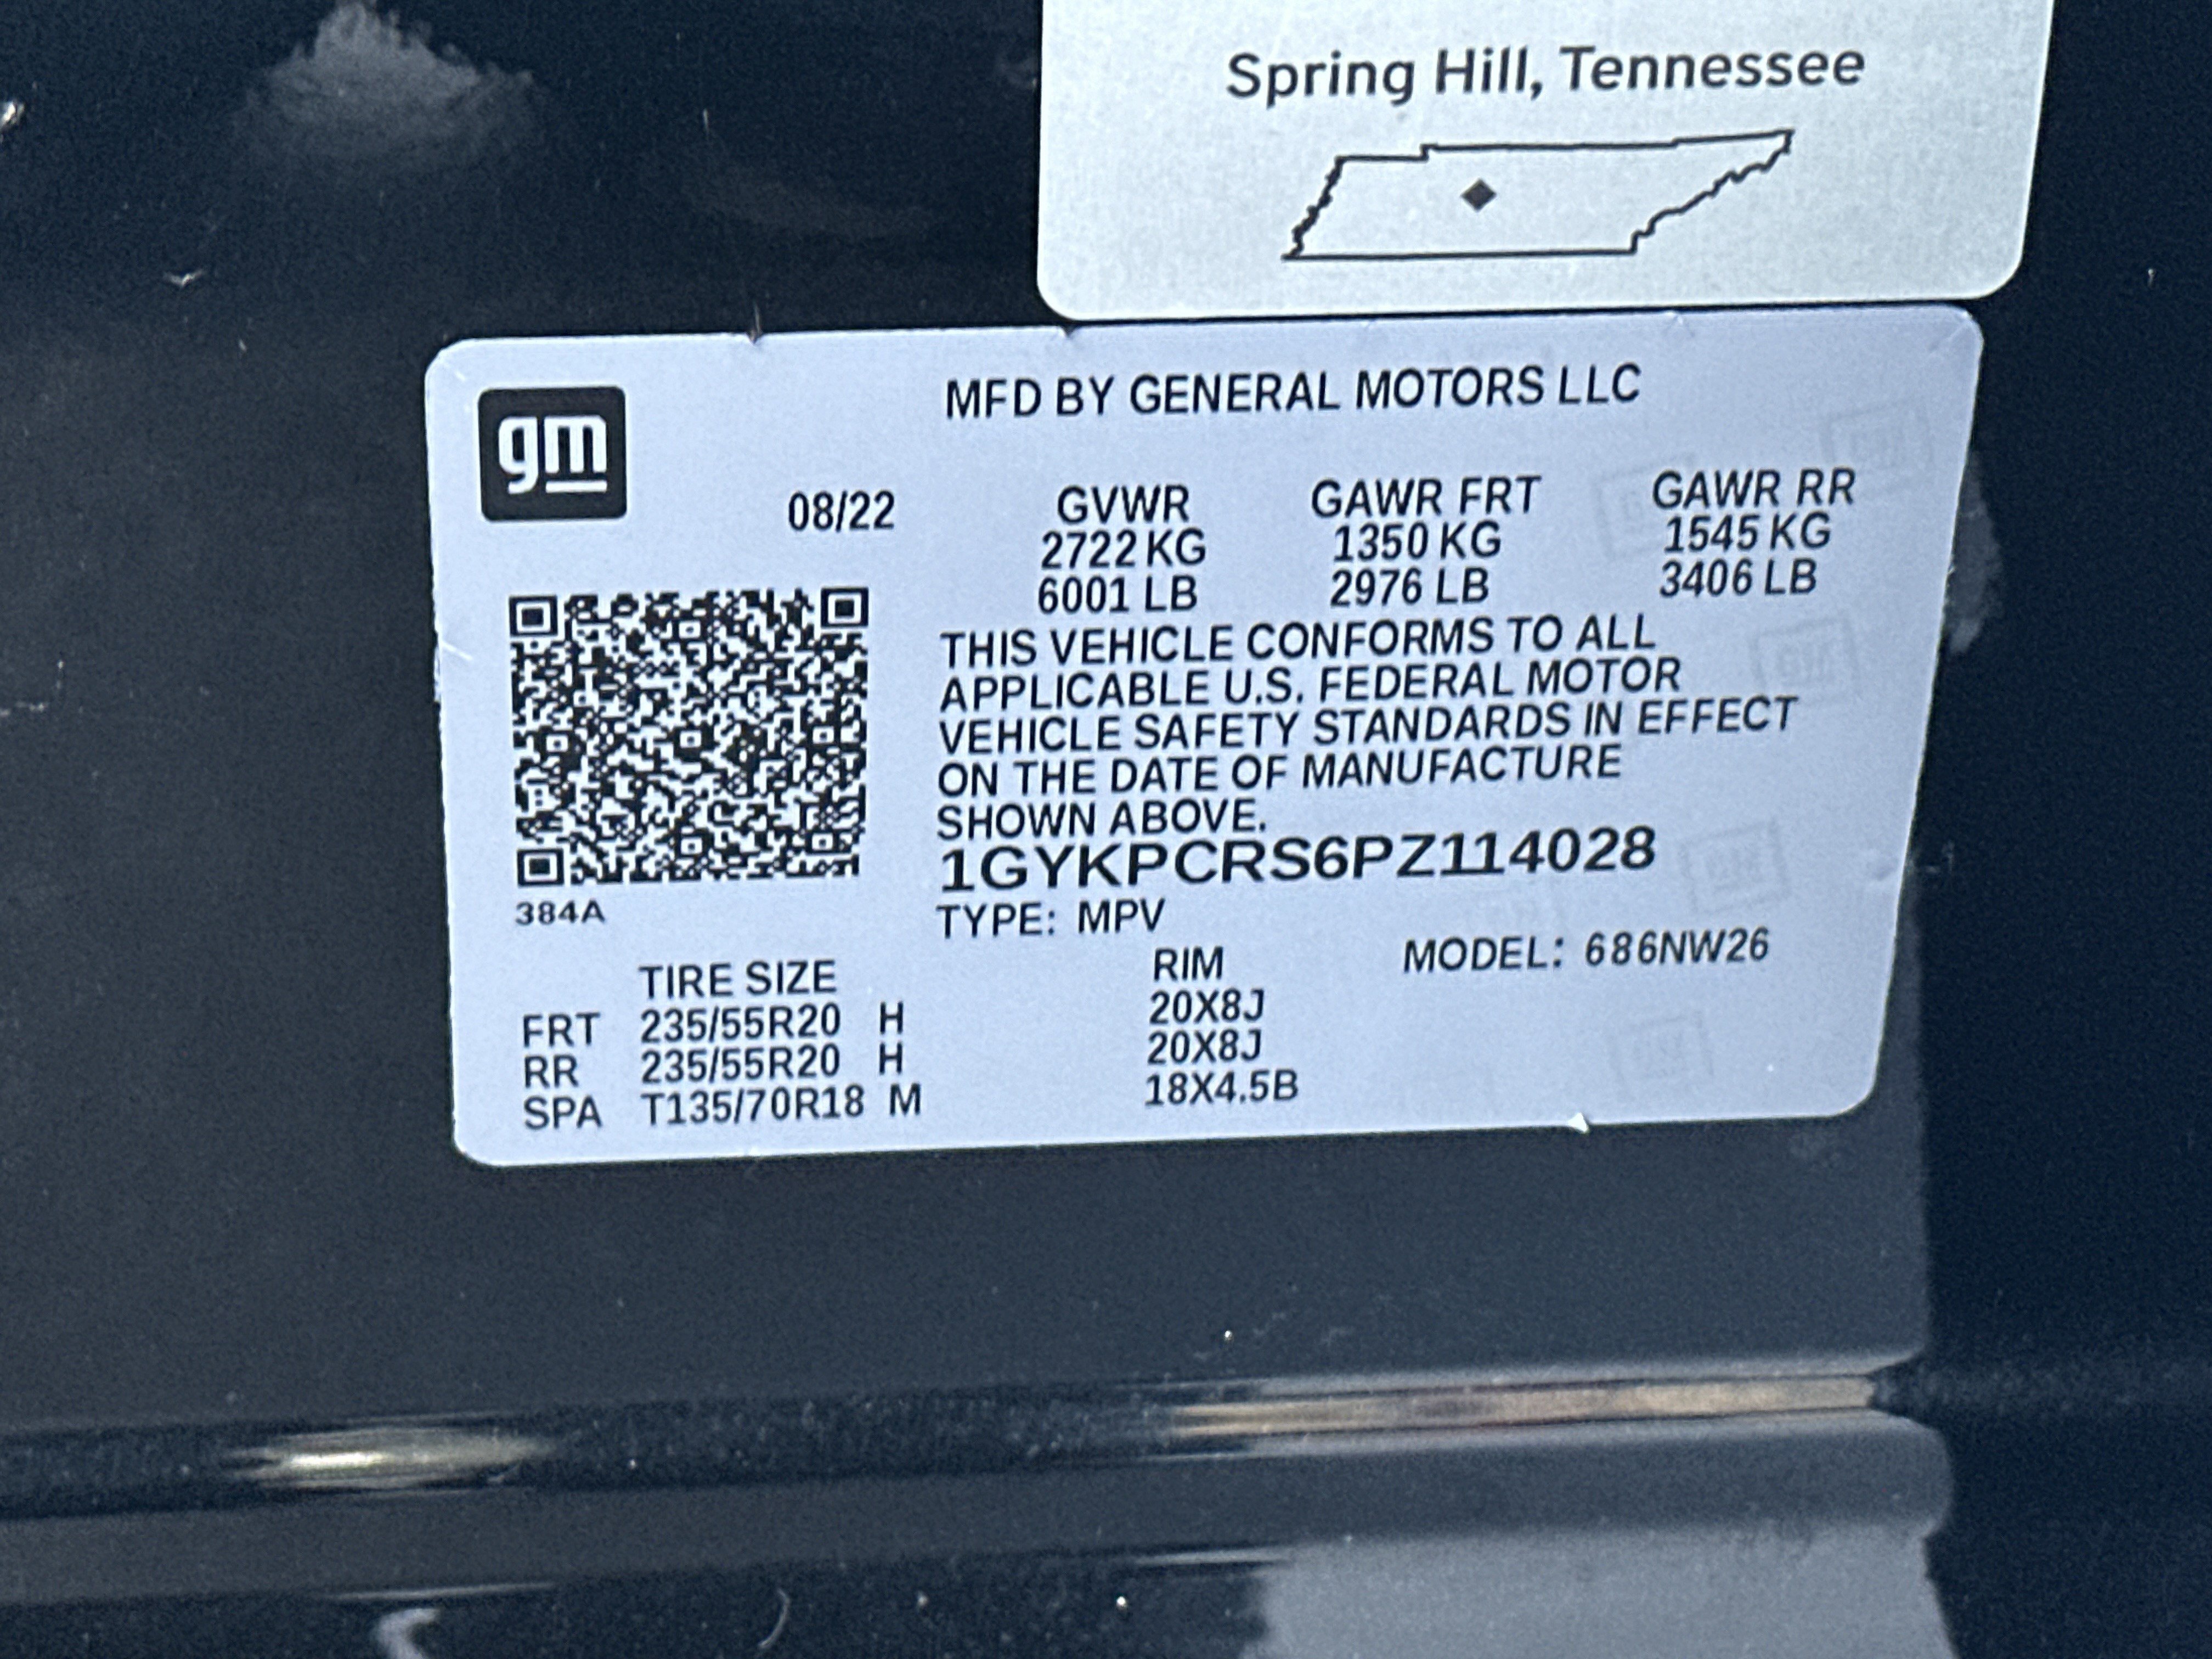 Spring Hill, Tennessee
gm
MFD BY GENERAL MOTORS LLC
08/22
GVWR GAWR FRT GAWR RR
2722 KG 1350 KG 1545 KG
6001 LB 2976 LB 3406 LB
THIS VEHICLE CONFORMS TO ALL
APPLICABLE U.S. FEDERAL MOTOR
VEHICLE SAFETY STANDARDS IN EFFECT
ON THE DATE OF MANUFACTURE
SHOWN ABOVE.
1GYKPCRS6PZ114028
384A
TYPE: MPV
MODEL: 686NW26
TIRE SIZE RIM
FRT 235/55R20 H 20X8J
RR 235/55R20 H 20X8J
SPA T135/70R18 M 18X4.5B